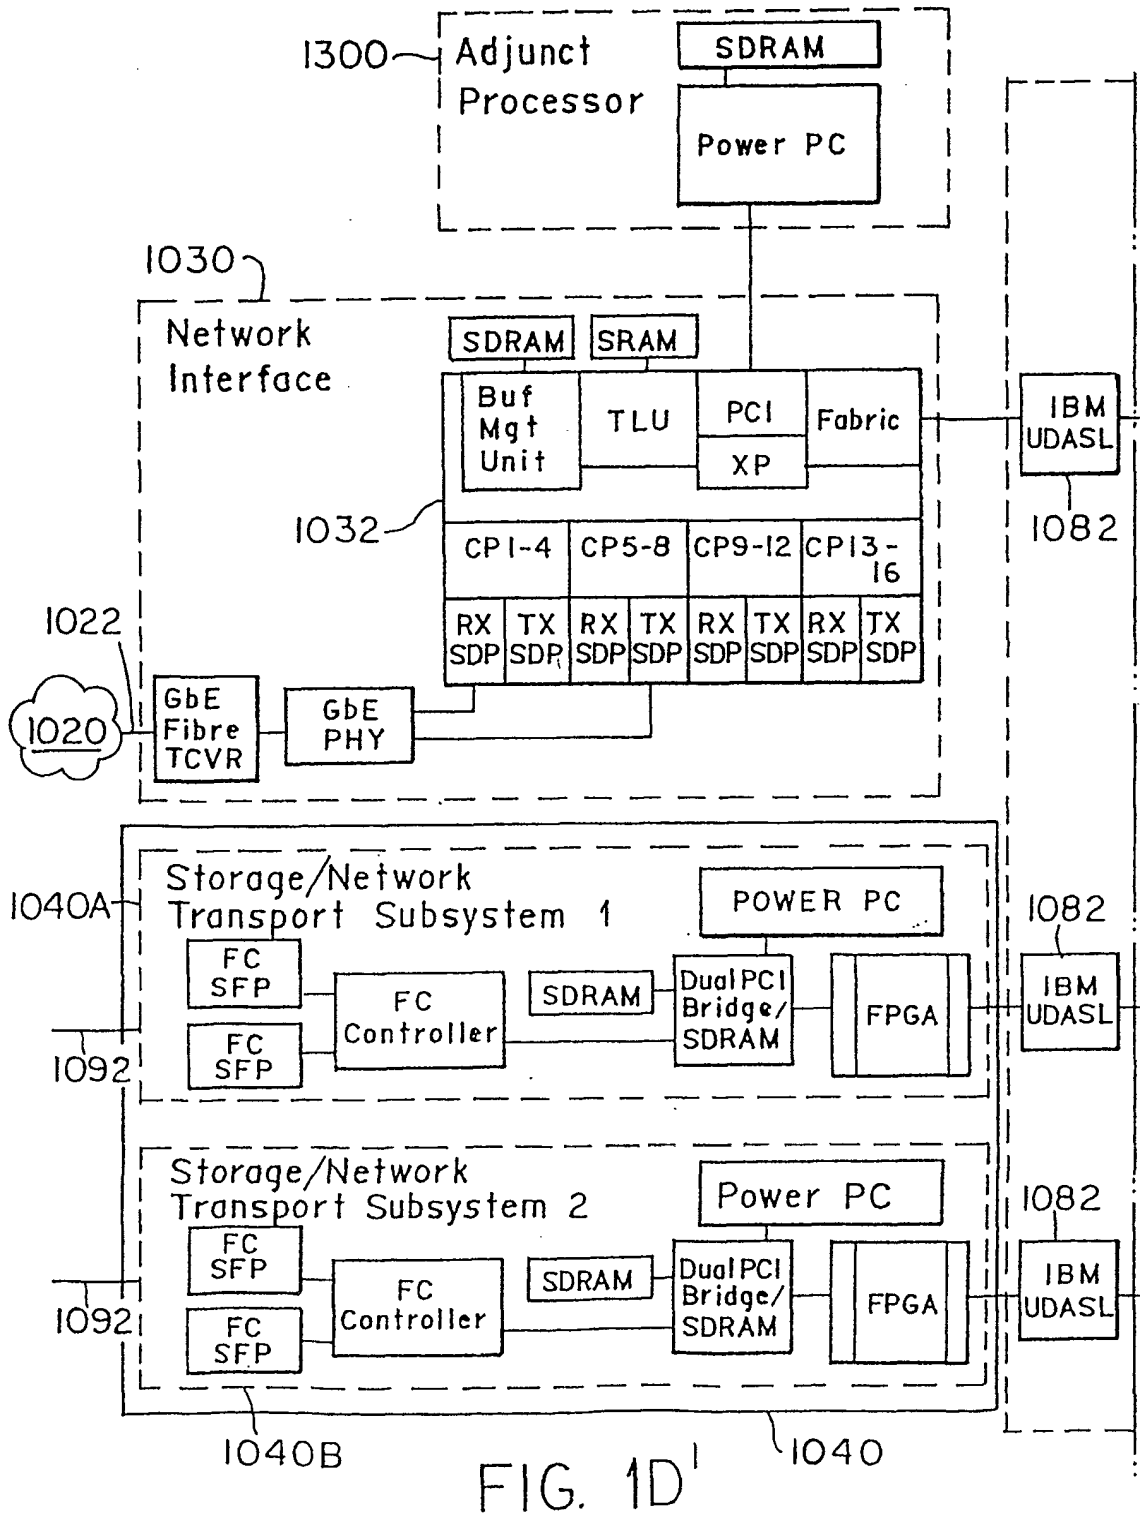 1300
Adjunct
Processor
SDRAM
Power PC
1030
Network
Interface
SDRAM
SRAM
Buf
Mgt
Unit
TLU
PCI
XP
Fabric
IBM
UDASL
1082
1032
CP1-4
CP5-8
CP9-12
CP13-
16
RX
SDP
TX
SDP
RX
SDP
TX
SDP
RX
SDP
TX
SDP
RX
SDP
TX
SDP
1022
1020
GbE
Fibre
TCVR
GbE
PHY
1040A
Storage/Network
Transport Subsystem 1
POWER PC
FC
SFP
FC
SFP
FC
Controller
SDRAM
Dual PCI
Bridge/
SDRAM
FPGA
1082
IBM
UDASL
1092
Storage/Network
Transport Subsystem 2
Power PC
FC
SFP
FC
SFP
FC
Controller
SDRAM
Dual PCI
Bridge/
SDRAM
FPGA
1082
IBM
UDASL
1092
1040B
1040
FIG. 1D'